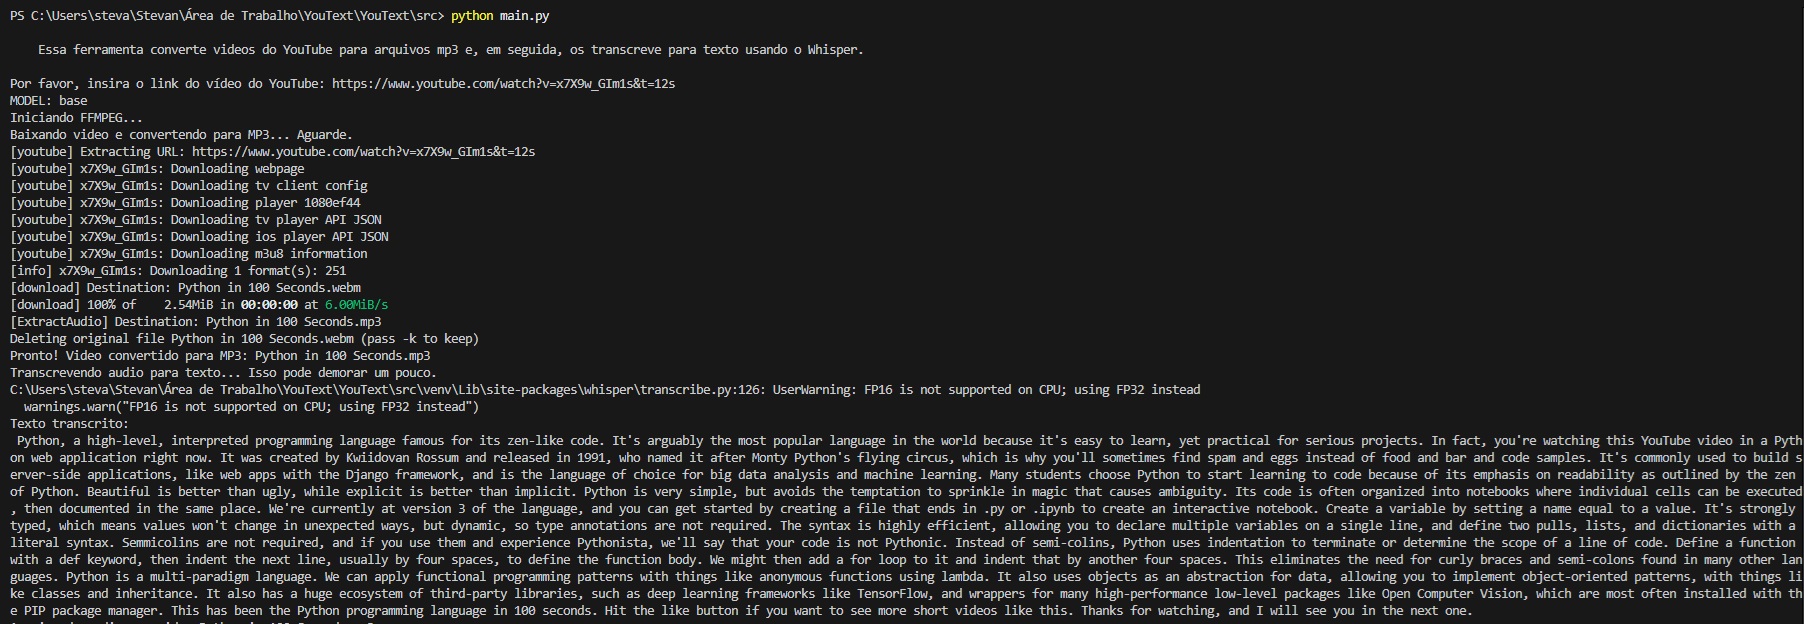 PS C:\Users\steva\Stevan\Área de Trabalho\YouText\YouText\src> python main.py
Essa ferramenta converte videos do YouTube para arquivos mp3 e, em seguida, os transcreve para texto usando o Whisper.
Por favor, insira o link do vídeo do YouTube: https://www.youtube.com/watch?v=x7X9w_GIm1s&t=12s
MODEL: base
Iniciando FFMPEG...
Baixando video e convertendo para MP3... Aguarde.
[youtube] Extracting URL: https://www.youtube.com/watch?v=x7X9w_GIm1s&t=12s
[youtube] x7X9w_GIm1s: Downloading webpage
[youtube] x7X9w_GIm1s: Downloading tv client config
[youtube] x7X9w_GIm1s: Downloading player 1080ef44
[youtube] x7X9w_GIm1s: Downloading tv player API JSON
[youtube] x7X9w_GIm1s: Downloading ios player API JSON
[youtube] x7X9w_GIm1s: Downloading m3u8 information
[info] x7X9w_GIm1s: Downloading 1 format(s): 251
[download] Destination: Python in 100 Seconds.webm
[download] 100% of    2.54MiB in 00:00:00 at 6.00MiB/s
[ExtractAudio] Destination: Python in 100 Seconds.mp3
Deleting original file Python in 100 Seconds.webm (pass -k to keep)
Pronto! Video convertido para MP3: Python in 100 Seconds.mp3
Transcrevendo audio para texto... Isso pode demorar um pouco.
C:\Users\steva\Stevan\Área de Trabalho\YouText\YouText\src\venv\Lib\site-packages\whisper\transcribe.py:126: UserWarning: FP16 is not supported on CPU; using FP32 instead
warnings.warn("FP16 is not supported on CPU; using FP32 instead")
Texto transcrito:
Python, a high-level, interpreted programming language famous for its zen-like code. It's arguably the most popular language in the world because it's easy to learn, yet practical for serious projects. In fact, you're watching this YouTube video in a Pyth
on web application right now. It was created by Kwiidovan Rossum and released in 1991, who named it after Monty Python's flying circus, which is why you'll sometimes find spam and eggs instead of food and bar and code samples. It's commonly used to build s
erver-side applications, like web apps with the Django framework, and is the language of choice for big data analysis and machine learning. Many students choose Python to start learning to code because of its emphasis on readability as outlined by the zen
of Python. Beautiful is better than ugly, while explicit is better than implicit. Python is very simple, but avoids the temptation to sprinkle in magic that causes ambiguity. Its code is often organized into notebooks where individual cells can be executed
, then documented in the same place. We're currently at version 3 of the language, and you can get started by creating a file that ends in .py or .ipynb to create an interactive notebook. Create a variable by setting a name equal to a value. It's strongly
typed, which means values won't change in unexpected ways, but dynamic, so type annotations are not required. The syntax is highly efficient, allowing you to declare multiple variables on a single line, and define two pulls, lists, and dictionaries with a
literal syntax. Semmicolins are not required, and if you use them and experience Pythonista, we'll say that your code is not Pythonic. Instead of semi-colins, Python uses indentation to terminate or determine the scope of a line of code. Define a function
with a def keyword, then indent the next line, usually by four spaces, to define the function body. We might then add a for loop to it and indent that by another four spaces. This eliminates the need for curly braces and semi-colons found in many other lan
guages. Python is a multi-paradigm language. We can apply functional programming patterns with things like anonymous functions using lambda. It also uses objects as an abstraction for data, allowing you to implement object-oriented patterns, with things li
ke classes and inheritance. It also has a huge ecosystem of third-party libraries, such as deep learning frameworks like TensorFlow, and wrappers for many high-performance low-level packages like Open Computer Vision, which are most often installed with th
e PIP package manager. This has been the Python programming language in 100 seconds. Hit the like button if you want to see more short videos like this. Thanks for watching, and I will see you in the next one.